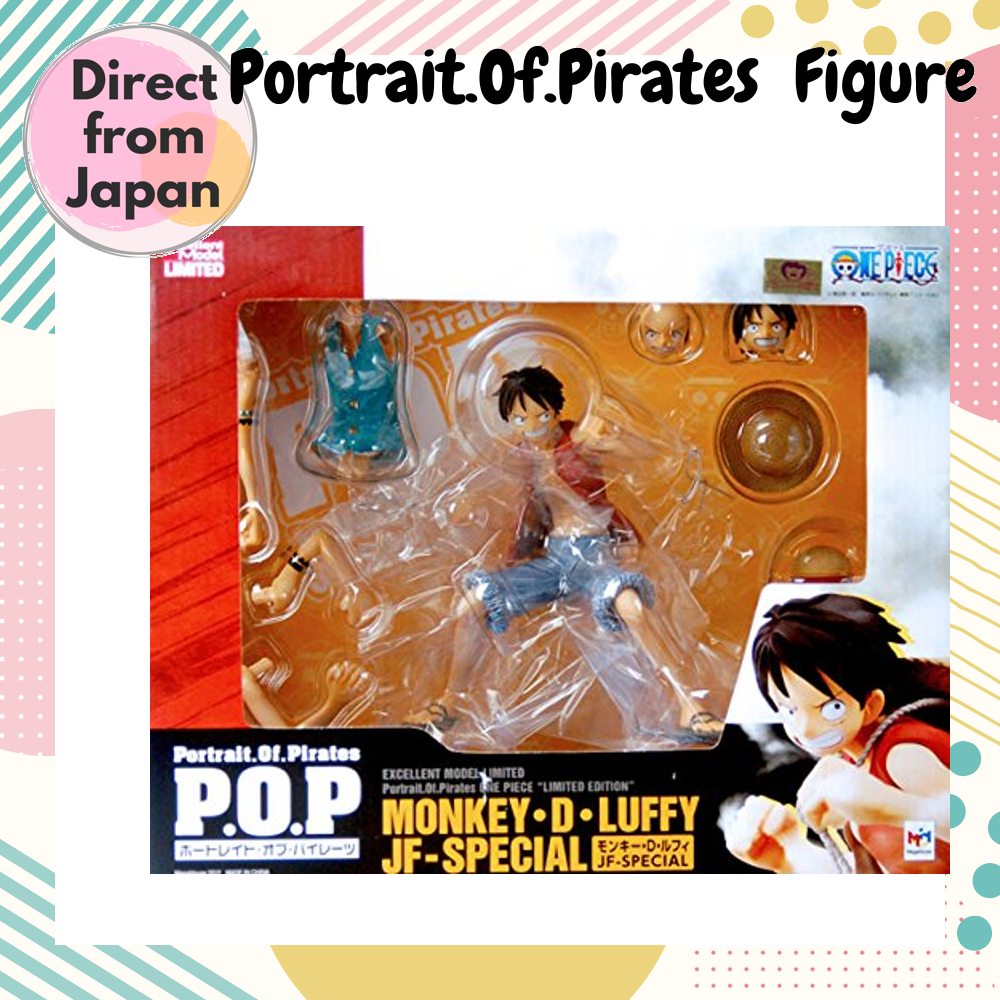 Direct
from
Japan
Portrait.Of.Pirates Figure
Model
LIMITED
ONE PIECE
Portrait.Of.Pirates
P.O.P
ポートレイト・オブ・パイレーツ
EXCELLENT MODEL LIMITED
Portrait.Of.Pirates ONE PIECE "LIMITED EDITION"
MONKEY・D・LUFFY
JF-SPECIAL
モンキー・D・ルフィ
JF-SPECIAL
MegaHouse